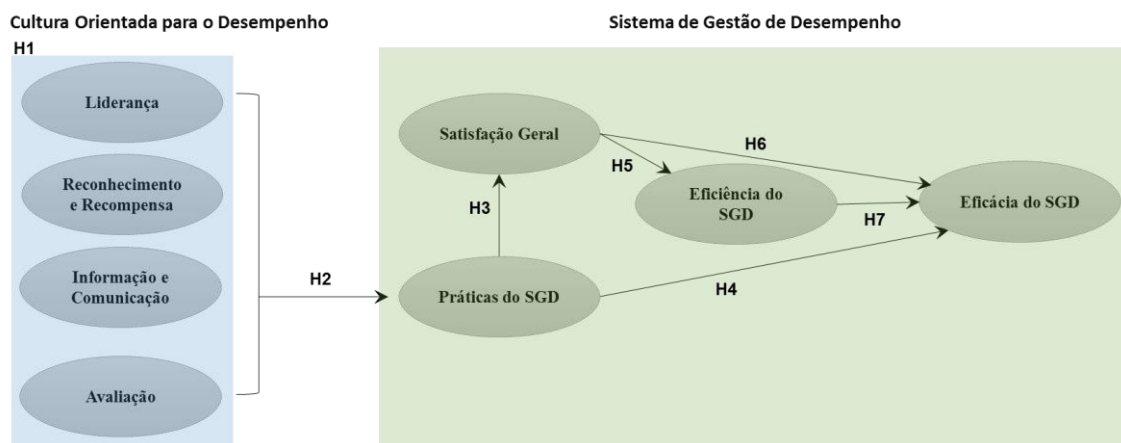 Cultura Orientada para o Desempenho
Sistema de Gestão de Desempenho
H1
Liderança
Reconhecimento
e Recompensa
Informação e
Comunicação
Avaliação
H2
Satisfação Geral
H3
Práticas do SGD
H5
H6
Eficiência do
SGD
H7
H4
Eficácia do SGD